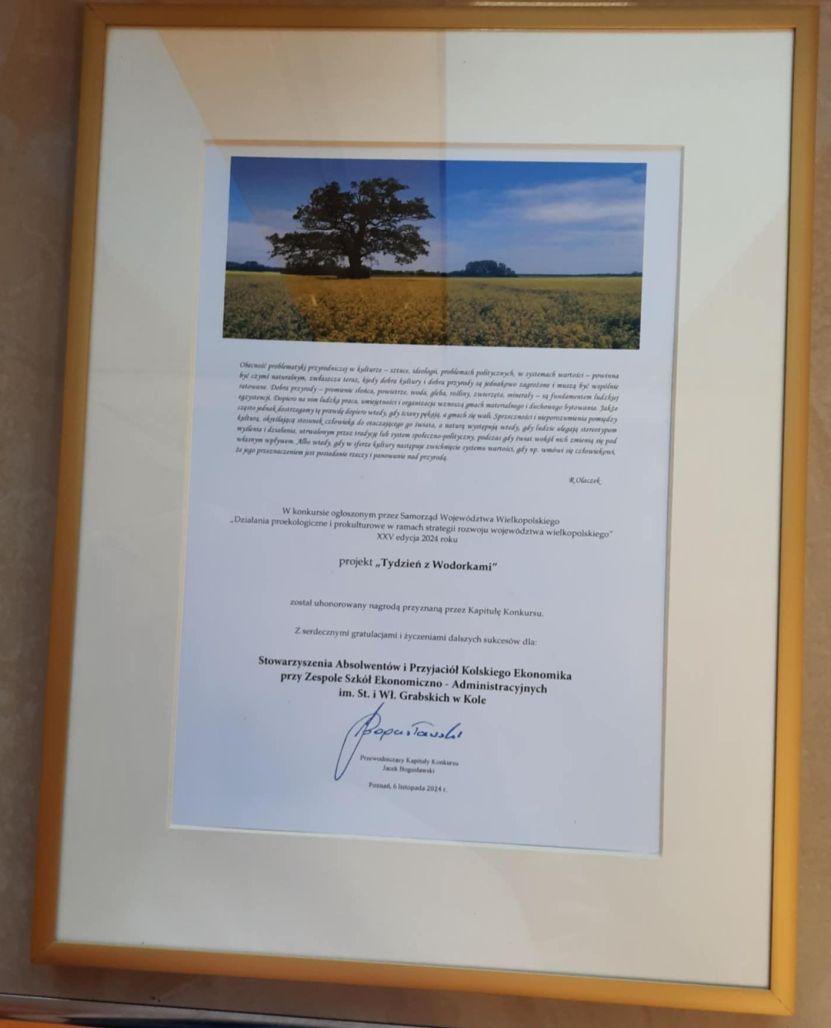 Obecność problematyki przyrodniczej w kulturze – sztuce, ideologii, problemach politycznych, w systemach wartości – powinna
być czymś naturalnym, zwłaszcza teraz, kiedy dobra kultury i dobra przyrody są jednakowo zagrożone i muszą być wspólnie
ratowane. Dobra przyrody – promienie słońca, powietrze, woda, gleba, rośliny, zwierzęta, minerały – są fundamentem ludzkiej
egzystencji. Dopiero na nim ludzka praca, umiejętności i organizacja wznoszą gmach materialnego i duchowego bytowania. Jakże
często jednak dostrzegamy tę prawdę dopiero wtedy, gdy ściany pękają, a gmach się wali. Sprzeczności i nieporozumienia pomiędzy
kulturą, określającą stosunek człowieka do otaczającego go świata, a naturą występują wtedy, gdy ludzie ulegają stereotypom
myślenia i działania, utrwalonym przez tradycję lub system społeczno-polityczny, podczas gdy świat wokół nich zmienią się pod
własnym wpływem. Albo wtedy, gdy w sferze kultury następuje zwichnięcie systemu wartości, gdy np. wmówi się człowiekowi,
że jego przeznaczeniem jest posiadanie rzeczy i panowanie nad przyrodą.
R.Olaczek
W konkursie ogłoszonym przez Samorząd Województwa Wielkopolskiego
„Działania proekologiczne i prokulturowe w ramach strategii rozwoju województwa wielkopolskiego"
XXV edycja 2024 roku
projekt „Tydzień z Wodorkami"
został uhonorowany nagrodą przyznaną przez Kapitułę Konkursu.
Z serdecznymi gratulacjami i życzeniami dalszych sukcesów dla:
Stowarzyszenia Absolwentów i Przyjaciół Kolskiego Ekonomika
przy Zespole Szkół Ekonomiczno - Administracyjnych
im. St. i Wł. Grabskich w Kole
Bogusławski
Przewodniczący Kapituły Konkursu
Jacek Bogusławski
Poznań, 6 listopada 2024 r.